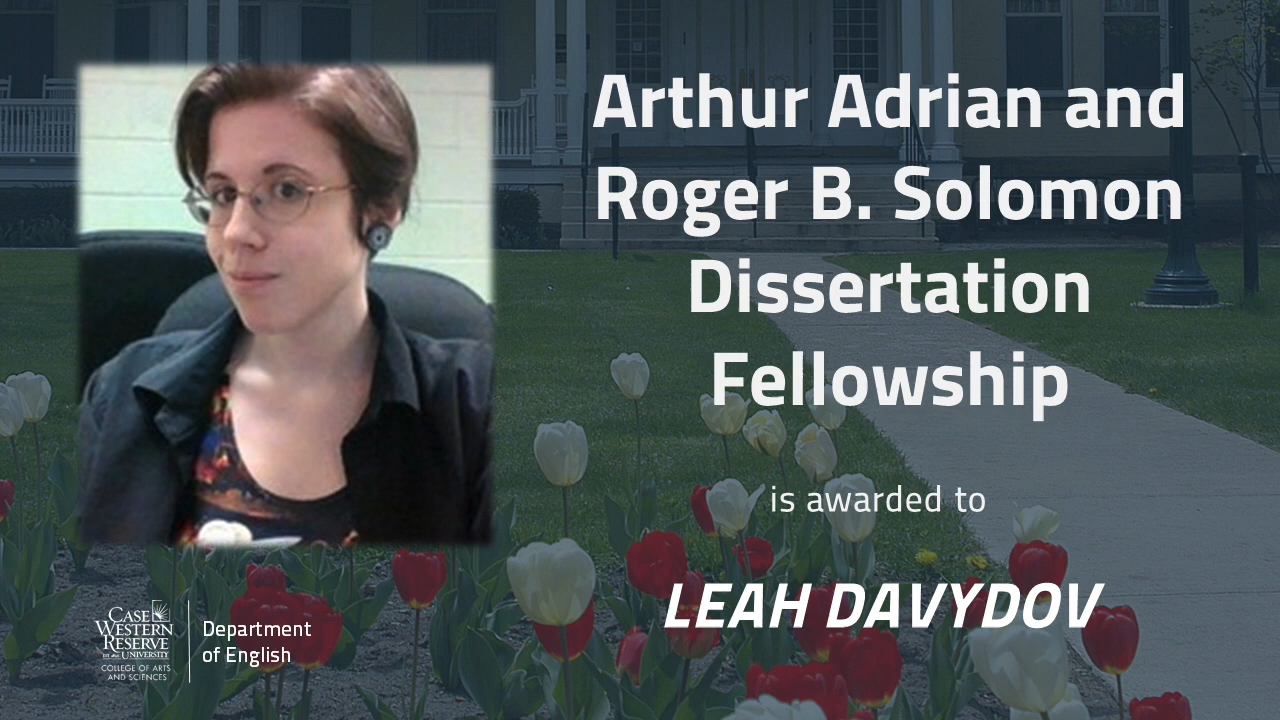 Arthur Adrian and
Roger B. Solomon
Dissertation
Fellowship
is awarded to
LEAH DAVYDOV
CASE
WESTERN
RESERVE
UNIVERSITY
COLLEGE OF ARTS
AND SCIENCES
Department
of English